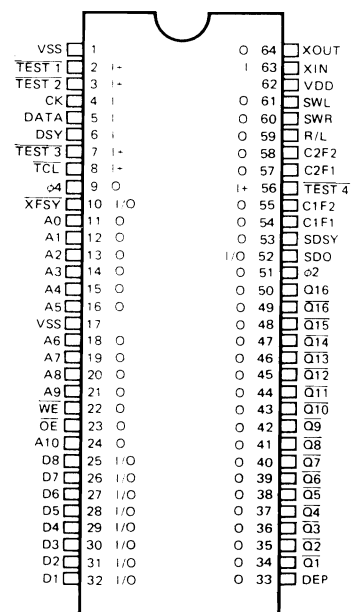 VSS 1 O 64 XOUT
TEST 1 2 I+ I 63 XIN
TEST 2 3 I+ 62 VDD
CK 4 I O 61 SWL
DATA 5 I O 60 SWR
DSY 6 I O 59 R/L
TEST 3 7 I+ O 58 C2F2
TCL 8 I+ O 57 C2F1
φ4 9 O I+ 56 TEST 4
XFSY 10 I/O O 55 C1F2
A0 11 O O 54 C1F1
A1 12 O O 53 SDSY
A2 13 O I/O 52 SDO
A3 14 O O 51 φ2
A4 15 O O 50 Q16
A5 16 O O 49 Q16
VSS 17 O 48 Q15
A6 18 O O 47 Q14
A7 19 O O 46 Q13
A8 20 O O 45 Q12
A9 21 O O 44 Q11
WE 22 O O 43 Q10
OE 23 O O 42 Q9
A10 24 O O 41 Q8
D8 25 I/O O 40 Q7
D7 26 I/O O 39 Q6
D6 27 I/O O 38 Q5
D5 28 I/O O 37 Q4
D4 29 I/O O 36 Q3
D3 30 I/O O 35 Q2
D2 31 I/O O 34 Q1
D1 32 I/O O 33 DEP